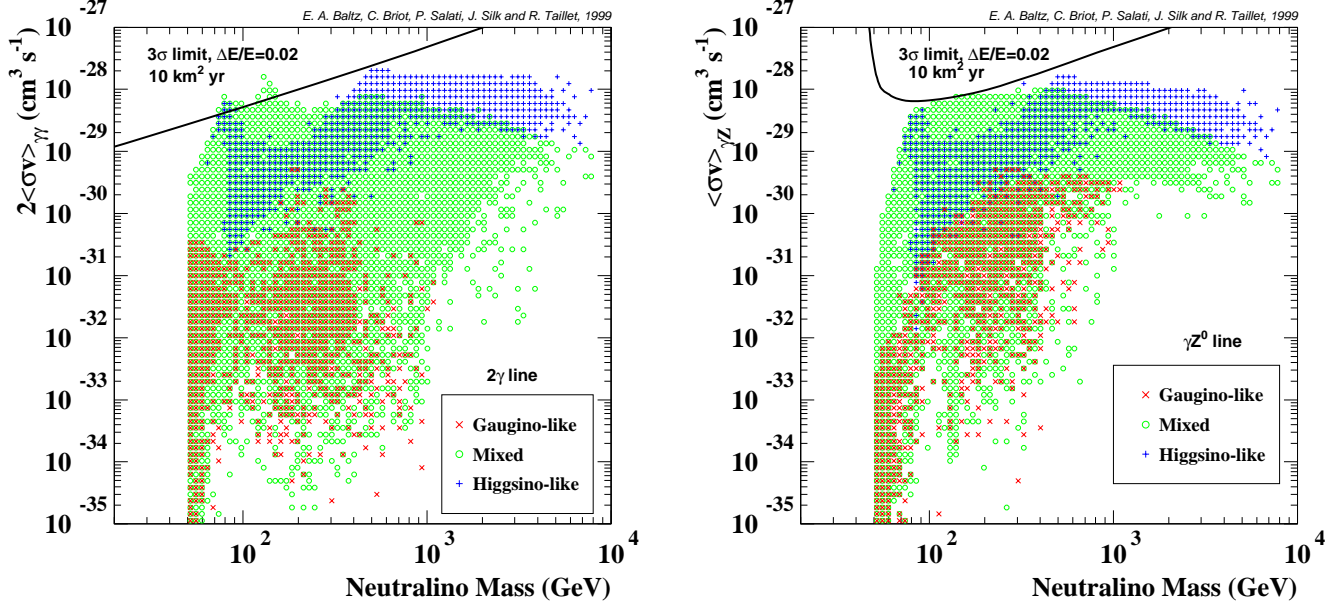 E. A. Baltz, C. Briot, P. Salati, J. Silk and R. Taillet, 1999
3σ limit, ΔE/E=0.02
10 km² yr
2<σv>γγ (cm³ s⁻¹)
10⁻²⁷
10⁻²⁸
10⁻²⁹
10⁻³⁰
10⁻³¹
10⁻³²
10⁻³³
10⁻³⁴
10⁻³⁵
2γ line
Gaugino-like
Mixed
Higgsino-like
10²
10³
10⁴
Neutralino Mass (GeV)
E. A. Baltz, C. Briot, P. Salati, J. Silk and R. Taillet, 1999
3σ limit, ΔE/E=0.02
10 km² yr
<σv>γZ (cm³ s⁻¹)
10⁻²⁷
10⁻²⁸
10⁻²⁹
10⁻³⁰
10⁻³¹
10⁻³²
10⁻³³
10⁻³⁴
10⁻³⁵
γZ⁰ line
Gaugino-like
Mixed
Higgsino-like
10²
10³
10⁴
Neutralino Mass (GeV)